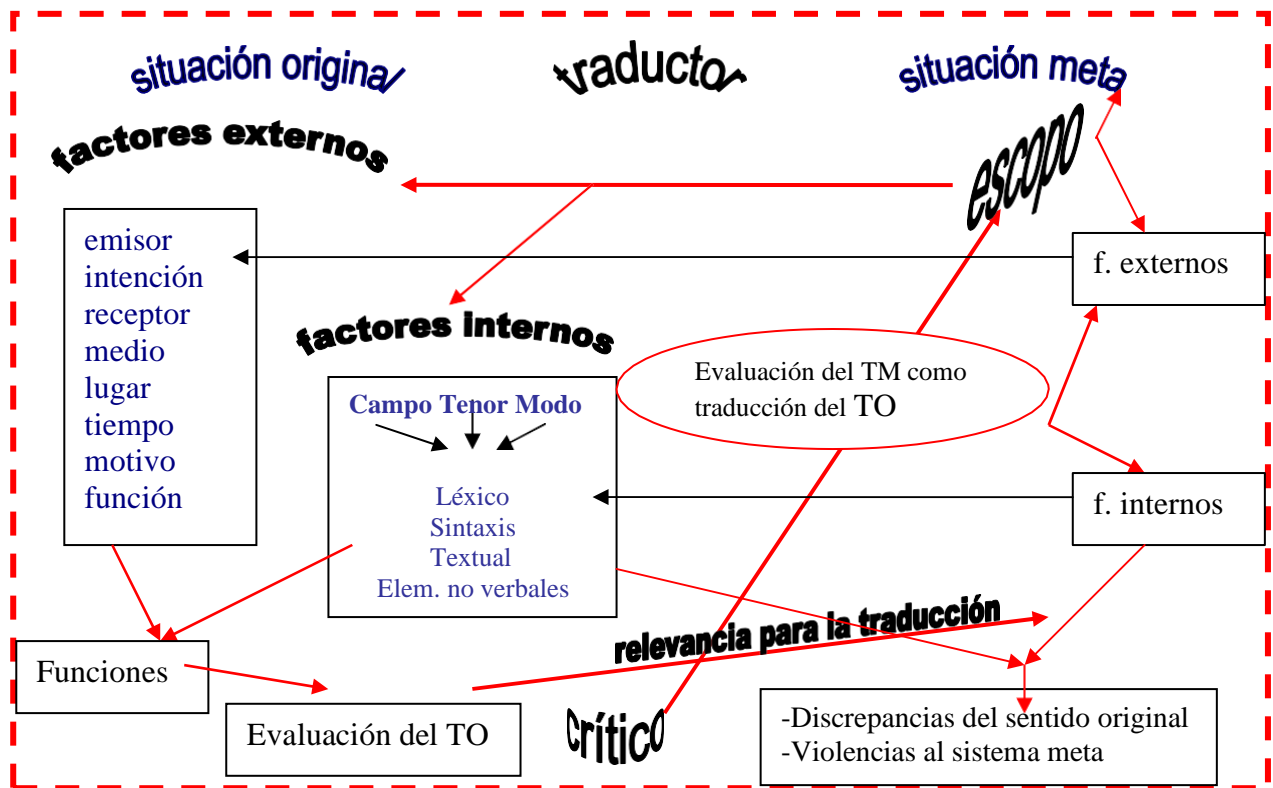 situación original
traductor
situación meta
factores externos
escopo
emisor
intención
receptor
medio
lugar
tiempo
motivo
función
f. externos
factores internos
Campo Tenor Modo
Léxico
Sintaxis
Textual
Elem. no verbales
Evaluación del TM como
traducción del TO
f. internos
relevancia para la traducción
Funciones
Evaluación del TO
crítico
-Discrepancias del sentido original
-Violencias al sistema meta